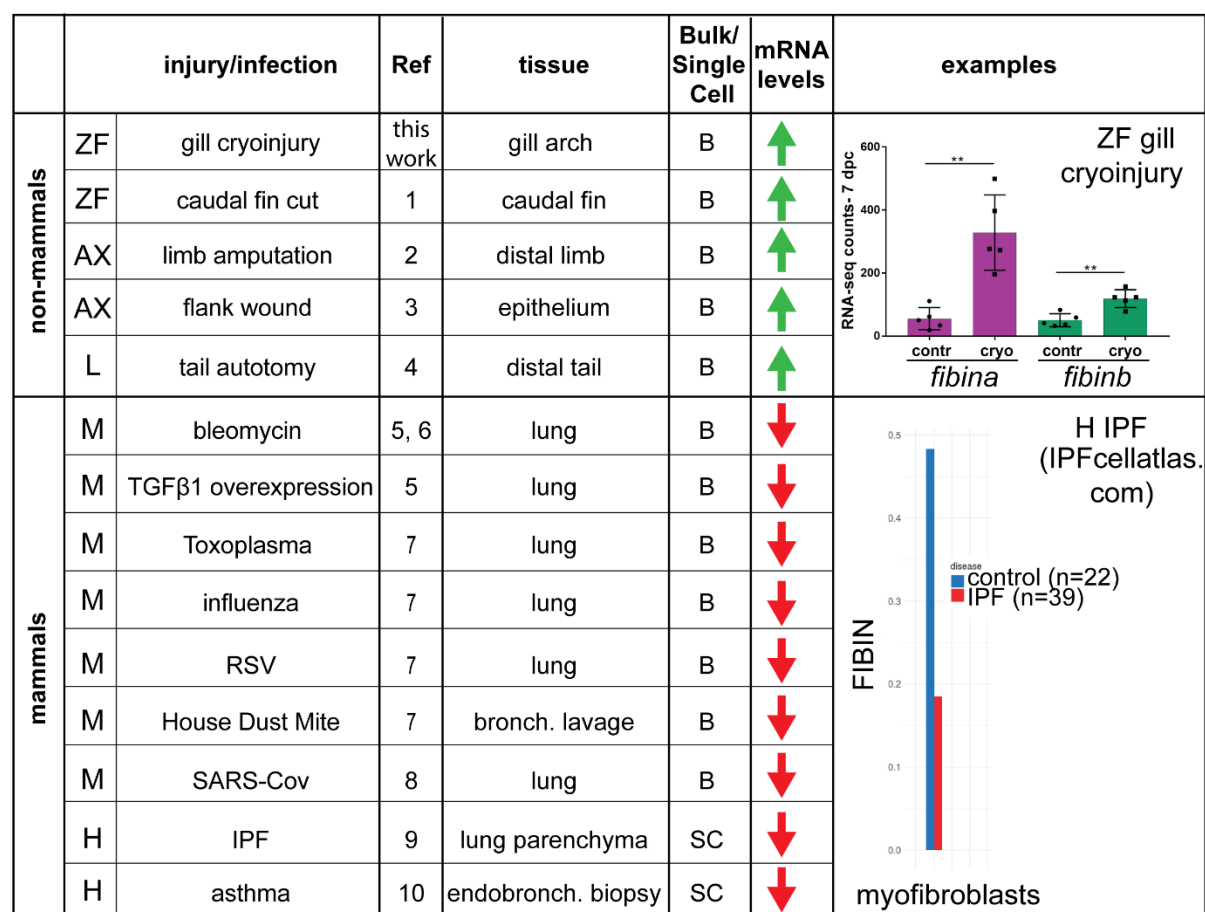 injury/infection Ref tissue Bulk/ Single Cell mRNA levels examples
non-mammals
ZF gill cryoinjury this work gill arch B
ZF caudal fin cut 1 caudal fin B
AX limb amputation 2 distal limb B
AX flank wound 3 epithelium B
L tail autotomy 4 distal tail B
ZF gill
cryoinjury
RNA-seq counts- 7 dpc
600
400
200
0
**
**
contr cryo contr cryo
fibina fibinb
mammals
M bleomycin 5, 6 lung B
M TGFβ1 overexpression 5 lung B
M Toxoplasma 7 lung B
M influenza 7 lung B
M RSV 7 lung B
M House Dust Mite 7 bronch. lavage B
M SARS-Cov 8 lung B
H IPF 9 lung parenchyma SC
H asthma 10 endobronch. biopsy SC
H IPF
(IPFcellatlas.
com)
FIBIN
0.5
0.4
0.3
0.2
0.1
0.0
disease
control (n=22)
IPF (n=39)
myofibroblasts